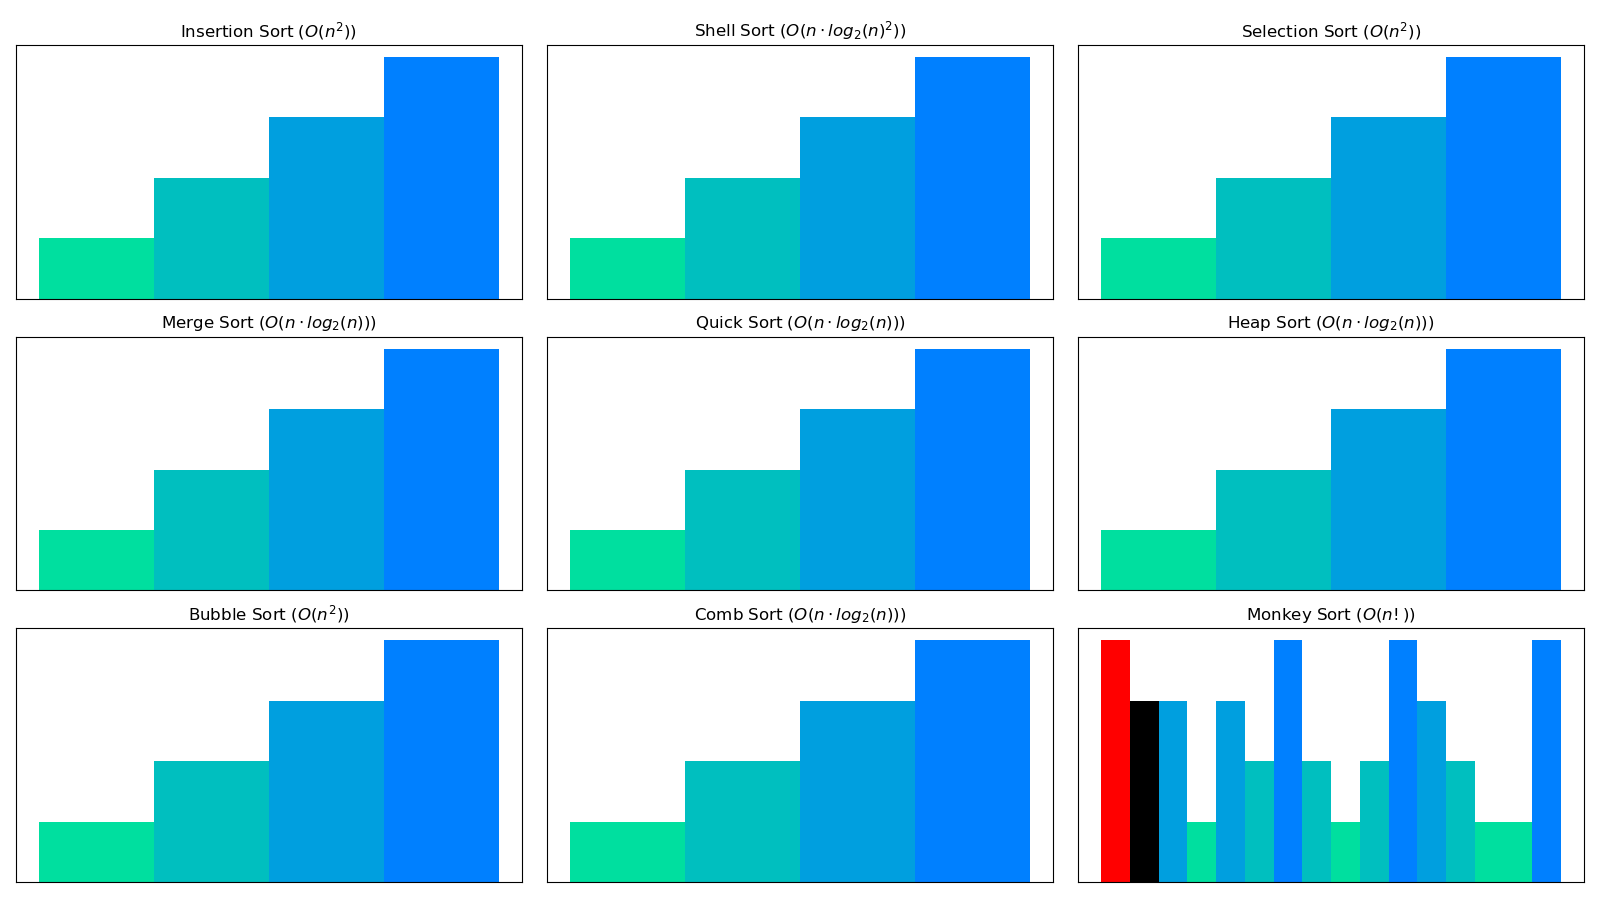 Insertion Sort (O(n²))
Shell Sort (O(n · log₂(n)²))
Selection Sort (O(n²))
Merge Sort (O(n · log₂(n)))
Quick Sort (O(n · log₂(n)))
Heap Sort (O(n · log₂(n)))
Bubble Sort (O(n²))
Comb Sort (O(n · log₂(n)))
Monkey Sort (O(n!))